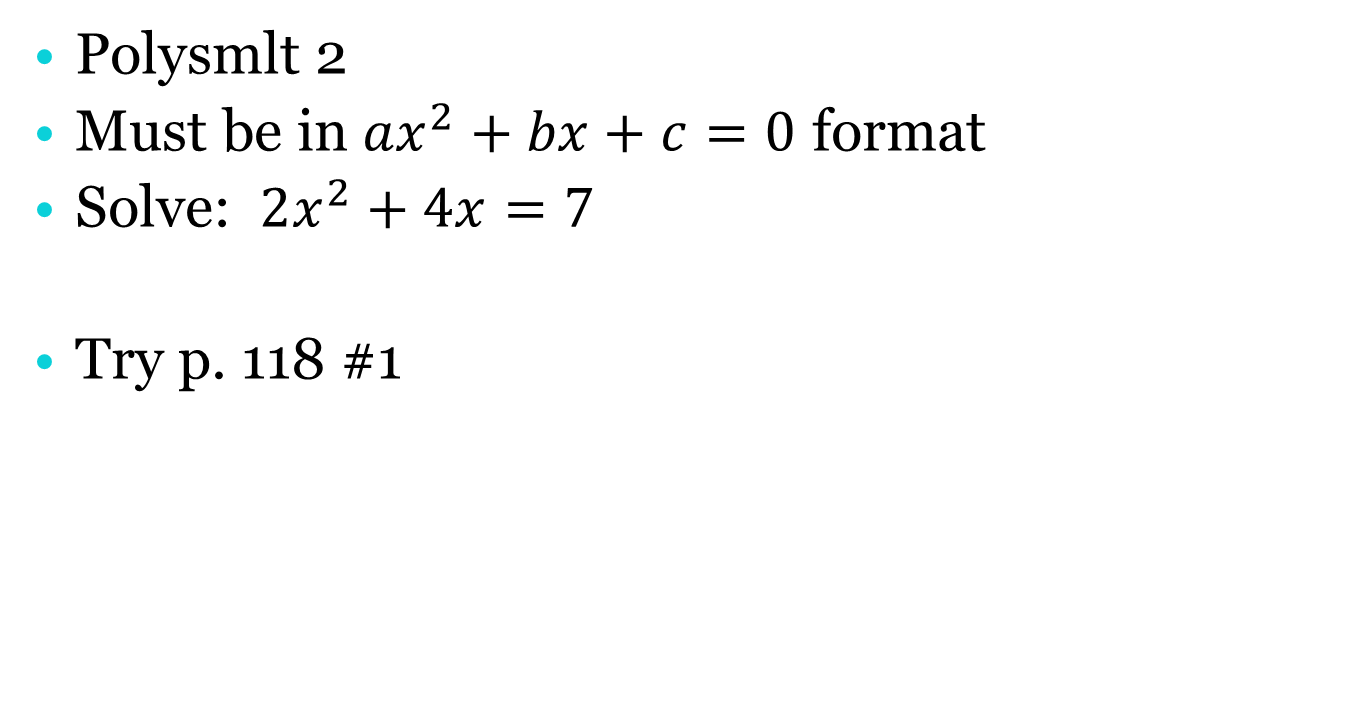 • Polysmlt 2
• Must be in 𝑎𝑥² + 𝑏𝑥 + 𝑐 = 0 format
• Solve: 2𝑥² + 4𝑥 = 7
• Try p. 118 #1